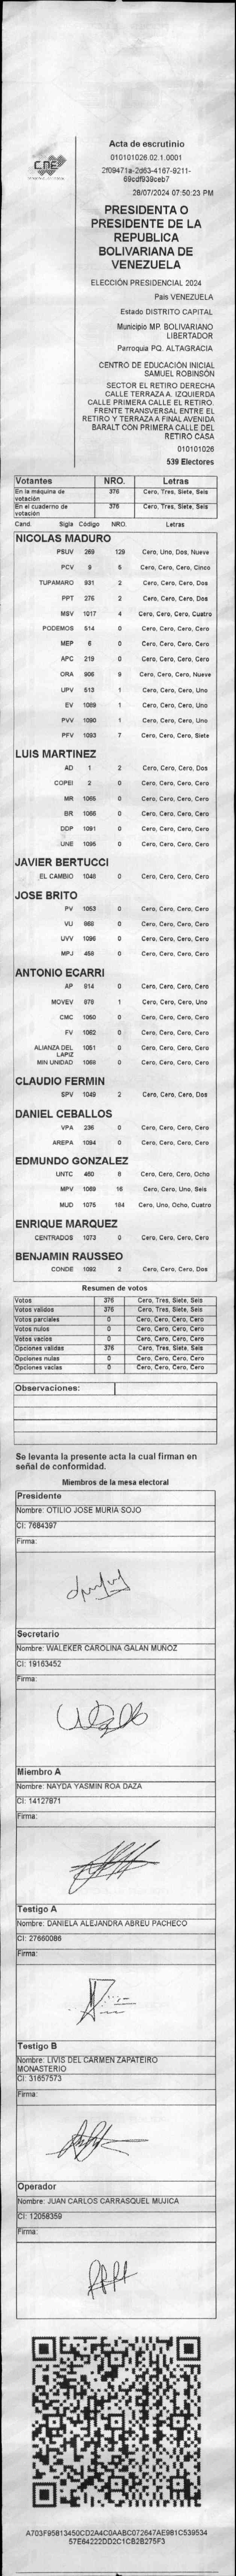 CNE
Acta de escrutinio
010101026.02.1.0001
2f09471a-2d63-4167-9211-
69cdf939ceb7
28/07/2024 07:50:23 PM
PRESIDENTA O
PRESIDENTE DE LA
REPUBLICA
BOLIVARIANA DE
VENEZUELA
ELECCIÓN PRESIDENCIAL 2024
País VENEZUELA
Estado DISTRITO CAPITAL
Municipio MP. BOLIVARIANO
LIBERTADOR
Parroquia PQ. ALTAGRACIA
CENTRO DE EDUCACIÓN INICIAL
SAMUEL ROBINSÓN
SECTOR EL RETIRO DERECHA
CALLE TERRAZA A. IZQUIERDA
CALLE PRIMERA CALLE EL RETIRO.
FRENTE TRANSVERSAL ENTRE EL
RETIRO Y TERRAZA A FINAL AVENIDA
BARALT CON PRIMERA CALLE DEL
RETIRO CASA
010101026
539 Electores
Votantes NRO. Letras
En la máquina de votación 376 Cero, Tres, Siete, Seis
En el cuaderno de votación 376 Cero, Tres, Siete, Seis
Cand. Sigla Código NRO. Letras
NICOLAS MADURO
PSUV 269 129 Cero, Uno, Dos, Nueve
PCV 9 5 Cero, Cero, Cero, Cinco
TUPAMARO 931 2 Cero, Cero, Cero, Dos
PPT 276 2 Cero, Cero, Cero, Dos
MSV 1017 4 Cero, Cero, Cero, Cuatro
PODEMOS 514 0 Cero, Cero, Cero, Cero
MEP 6 0 Cero, Cero, Cero, Cero
APC 219 0 Cero, Cero, Cero, Cero
ORA 906 9 Cero, Cero, Cero, Nueve
UPV 513 1 Cero, Cero, Cero, Uno
EV 1089 1 Cero, Cero, Cero, Uno
PVV 1090 1 Cero, Cero, Cero, Uno
PFV 1093 7 Cero, Cero, Cero, Siete
LUIS MARTINEZ
AD 1 2 Cero, Cero, Cero, Dos
COPEI 2 0 Cero, Cero, Cero, Cero
MR 1065 0 Cero, Cero, Cero, Cero
BR 1066 0 Cero, Cero, Cero, Cero
DDP 1091 0 Cero, Cero, Cero, Cero
UNE 1095 0 Cero, Cero, Cero, Cero
JAVIER BERTUCCI
EL CAMBIO 1048 0 Cero, Cero, Cero, Cero
JOSE BRITO
PV 1053 0 Cero, Cero, Cero, Cero
VU 868 0 Cero, Cero, Cero, Cero
UVV 1096 0 Cero, Cero, Cero, Cero
MPJ 458 0 Cero, Cero, Cero, Cero
ANTONIO ECARRI
AP 814 0 Cero, Cero, Cero, Cero
MOVEV 978 1 Cero, Cero, Cero, Uno
CMC 1050 0 Cero, Cero, Cero, Cero
FV 1062 0 Cero, Cero, Cero, Cero
ALIANZA DEL LAPIZ 1051 0 Cero, Cero, Cero, Cero
MIN UNIDAD 1088 0 Cero, Cero, Cero, Cero
CLAUDIO FERMIN
SPV 1049 2 Cero, Cero, Cero, Dos
DANIEL CEBALLOS
VPA 236 0 Cero, Cero, Cero, Cero
AREPA 1094 0 Cero, Cero, Cero, Cero
EDMUNDO GONZALEZ
UNTC 460 8 Cero, Cero, Cero, Ocho
MPV 1069 16 Cero, Cero, Uno, Seis
MUD 1075 184 Cero, Uno, Ocho, Cuatro
ENRIQUE MARQUEZ
CENTRADOS 1073 0 Cero, Cero, Cero, Cero
BENJAMIN RAUSSEO
CONDE 1092 2 Cero, Cero, Cero, Dos
Resumen de votos
Votos 376 Cero, Tres, Siete, Seis
Votos validos 376 Cero, Tres, Siete, Seis
Votos parciales 0 Cero, Cero, Cero, Cero
Votos nulos 0 Cero, Cero, Cero, Cero
Votos vacíos 0 Cero, Cero, Cero, Cero
Opciones validas 376 Cero, Tres, Siete, Seis
Opciones nulas 0 Cero, Cero, Cero, Cero
Opciones vacías 0 Cero, Cero, Cero, Cero
Observaciones:
Se levanta la presente acta la cual firman en
señal de conformidad.
Miembros de la mesa electoral
Presidente
Nombre: OTILIO JOSE MURIA SOJO
CI: 7684397
Firma:
Secretario
Nombre: WALEKER CAROLINA GALAN MUÑOZ
CI: 19163452
Firma:
Miembro A
Nombre: NAYDA YASMIN ROA DAZA
CI: 14127871
Firma:
Testigo A
Nombre: DANIELA ALEJANDRA ABREU PACHECO
CI: 27660086
Firma:
Testigo B
Nombre: LIVIS DEL CARMEN ZAPATEIRO
MONASTERIO
CI: 31657573
Firma:
Operador
Nombre: JUAN CARLOS CARRASQUEL MUJICA
CI: 12058359
Firma:
A703F95813450CD2A4C0AABC072647AE981C539534
57E64222DD2C1CB2B275F3